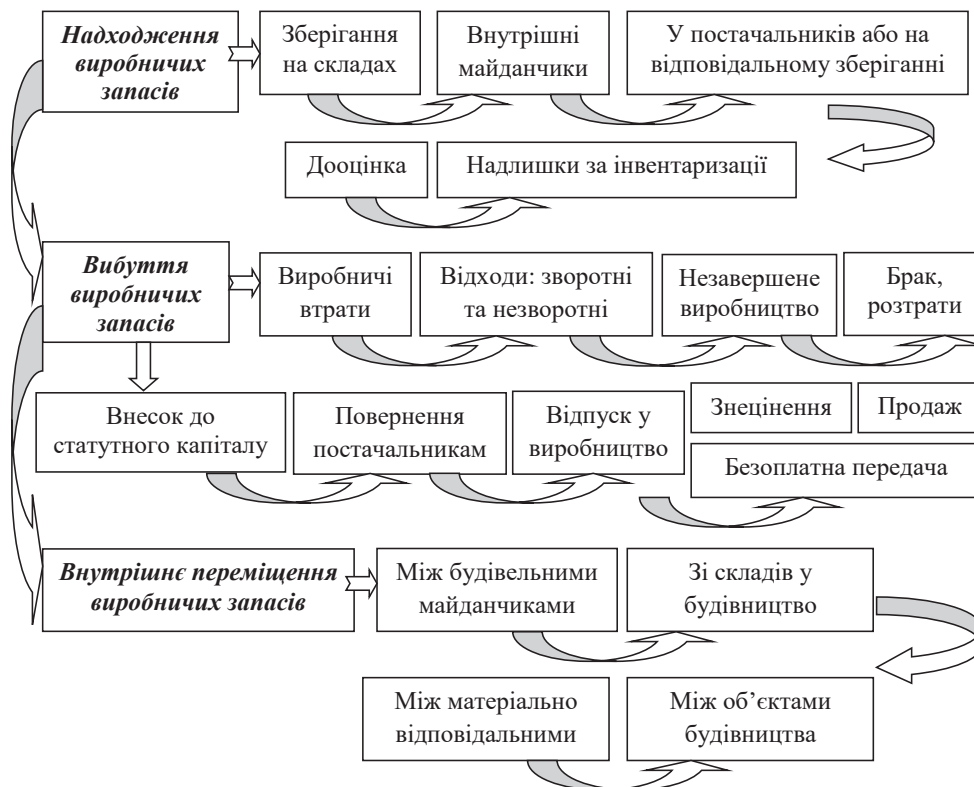 Надходження
виробничих
запасів
Зберігання
на складах
Внутрішні
майданчики
У постачальників або на
відповідальному зберіганні
Дооцінка
Надлишки за інвентаризації
Вибуття
виробничих
запасів
Виробничі
втрати
Відходи: зворотні
та незворотні
Незавершене
виробництво
Брак,
розтрати
Внесок до
статутного капіталу
Повернення
постачальникам
Відпуск у
виробництво
Знецінення
Продаж
Безоплатна передача
Внутрішнє переміщення
виробничих запасів
Між будівельними
майданчиками
Зі складів у
будівництво
Між матеріально
відповідальними
Між об’єктами
будівництва